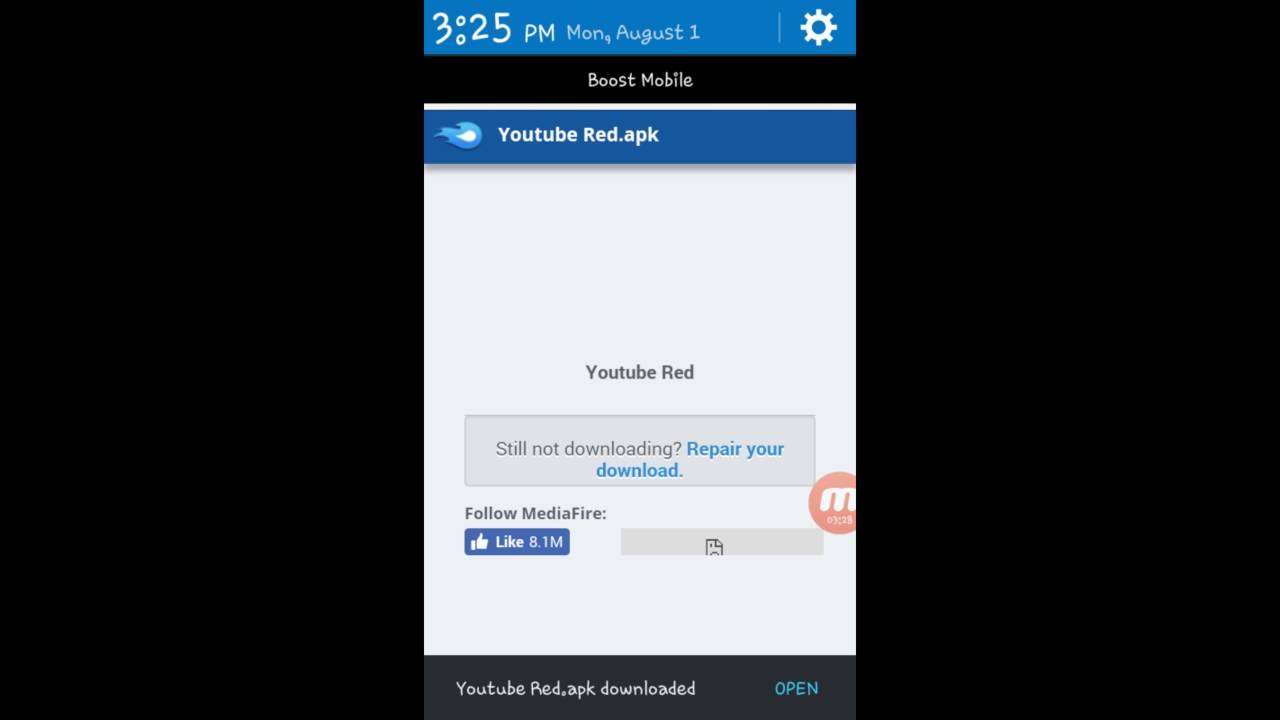 3:25 PM Mon, August 1
Boost Mobile
Youtube Red.apk
Youtube Red
Still not downloading? Repair your
download.
Follow MediaFire:
Like 8.1M
03:28
Youtube Red.apk downloaded OPEN